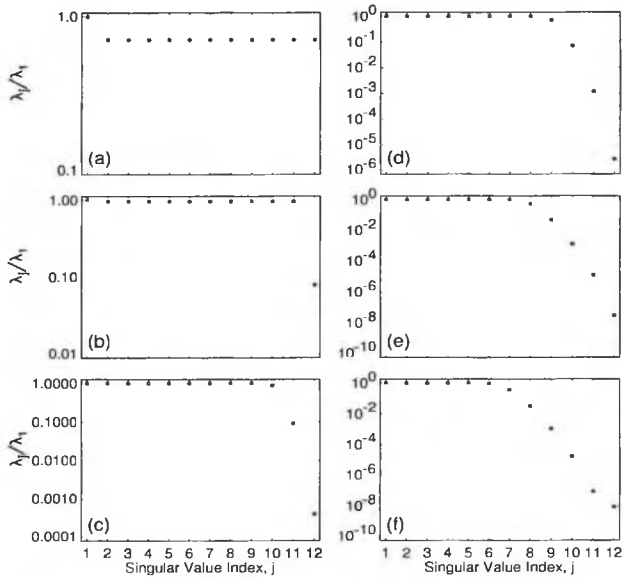 λj/λ1
1.0
0.1
(a)
λj/λ1
1.00
0.10
0.01
(b)
λj/λ1
1.0000
0.1000
0.0100
0.0010
0.0001
(c)
1 2 3 4 5 6 7 8 9 10 11 12
Singular Value Index, j
10^0
10^-1
10^-2
10^-3
10^-4
10^-5
10^-6
(d)
10^0
10^-2
10^-4
10^-6
10^-8
10^-10
(e)
10^0
10^-2
10^-4
10^-6
10^-8
10^-10
(f)
1 2 3 4 5 6 7 8 9 10 11 12
Singular Value Index, j